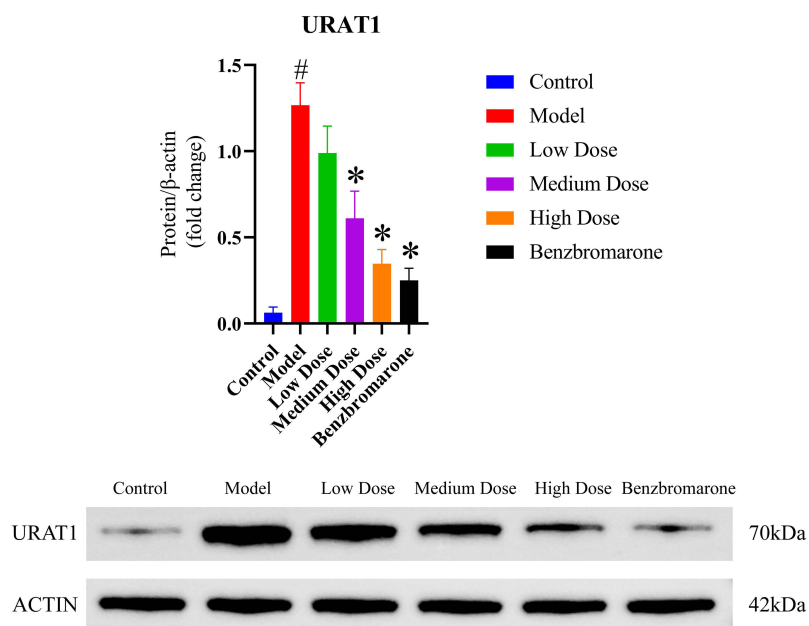 URAT1
Protein/β-actin
(fold change)
1.5
1.0
0.5
0.0
#
*
*
*
Control
Model
Low Dose
Medium Dose
High Dose
Benzbromarone
Control
Model
Low Dose
Medium Dose
High Dose
Benzbromarone
Control Model Low Dose Medium Dose High Dose Benzbromarone
URAT1 70kDa
ACTIN 42kDa